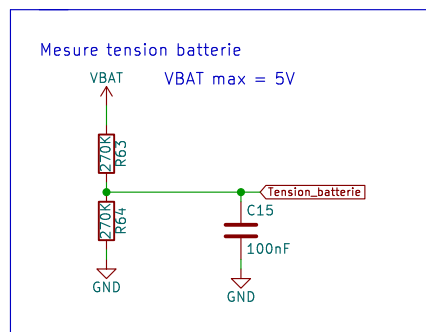 Mesure tension batterie
VBAT
VBAT max = 5V
270K
R63
Tension_batterie
270K
R64
C15
100nF
GND
GND